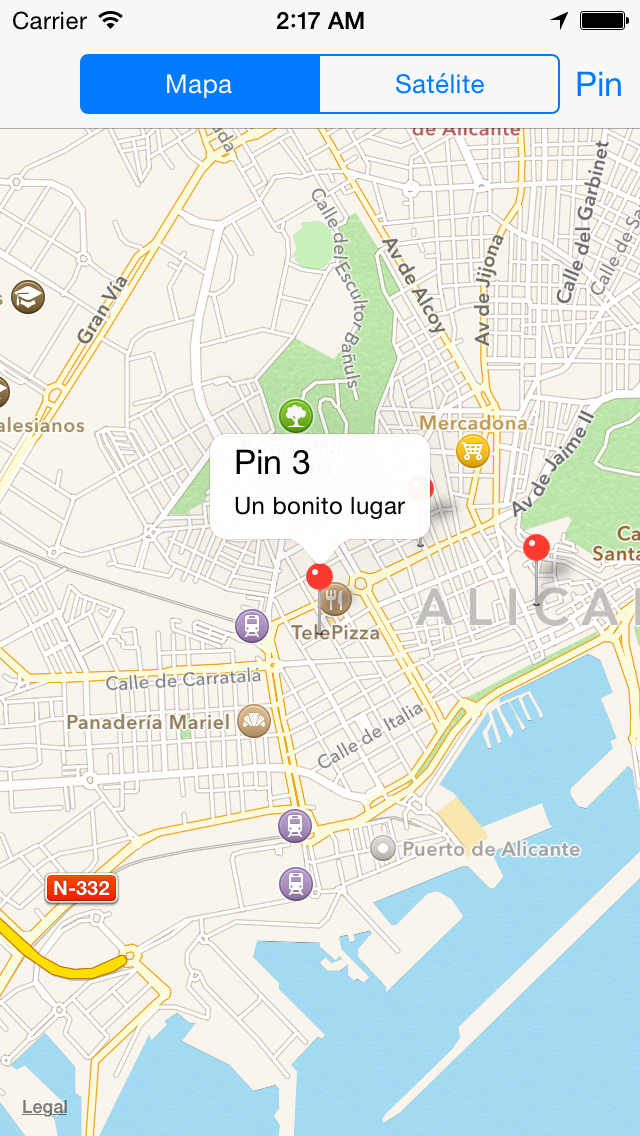 Carrier
2:17 AM
Mapa
Satélite
Pin
de Alicante
Calle del Garbinet
Calle del Escultor Bañuls
Av de Alcoy
Av de Jijona
Gran Vía
alesianos
Mercadona
Av de Jaime II
Pin 3
Un bonito lugar
Ca
Santa
ALICA
TelePizza
Calle de Carratalá
Panadería Mariel
Calle de Italia
Puerto de Alicante
N-332
Legal